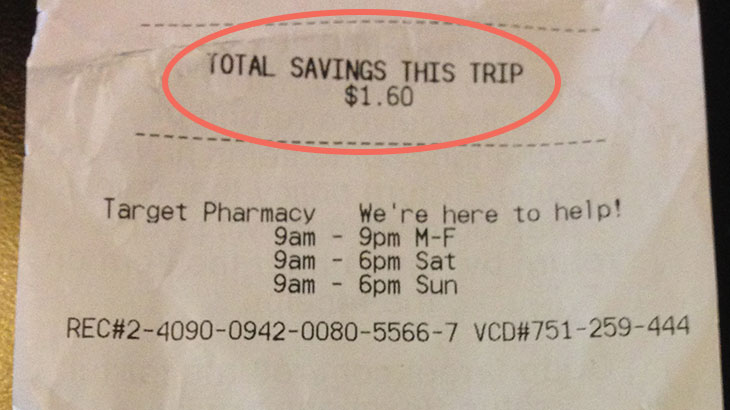 TOTAL SAVINGS THIS TRIP
$1.60
Target Pharmacy We're here to help!
9am - 9pm M-F
9am - 6pm Sat
9am - 6pm Sun
REC#2-4090-0942-0080-5566-7 VCD#751-259-444